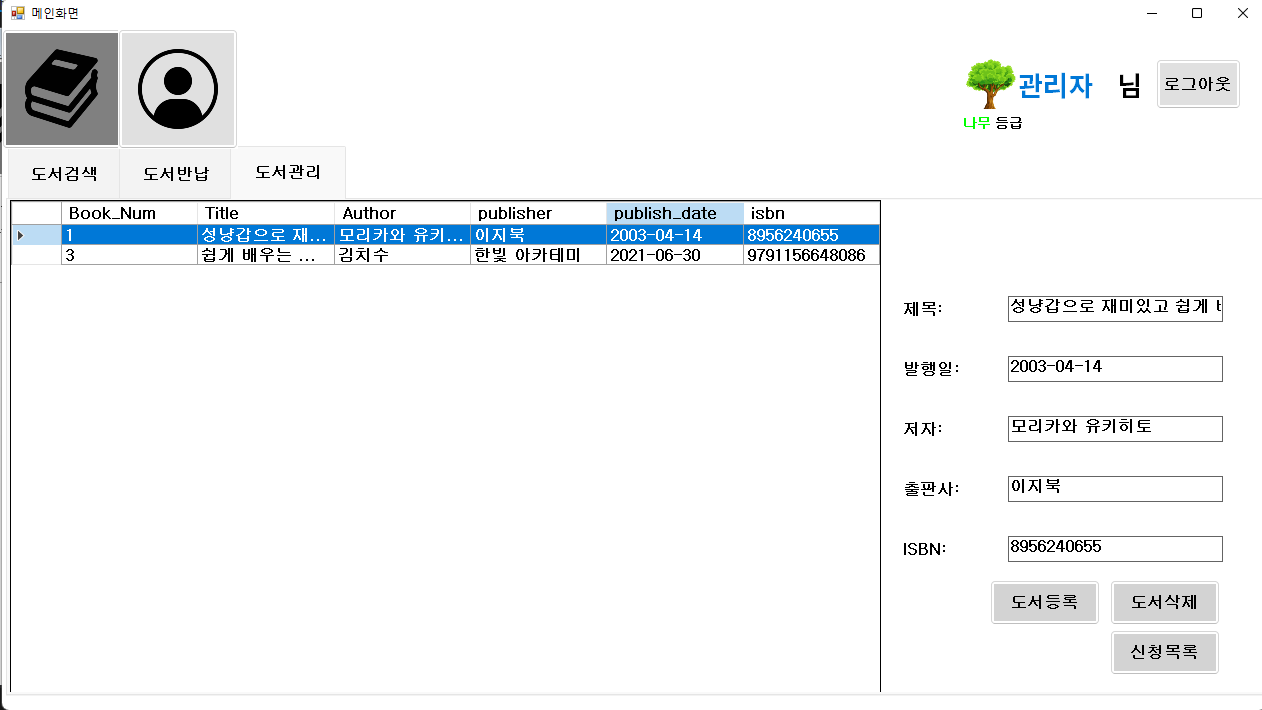 메인화면
관리자 님 로그아웃
나무 등급
도서검색 도서반납 도서관리
Book_Num Title Author publisher publish_date isbn
1 성냥갑으로 재... 모리카와 유키... 이지북 2003-04-14 8956240655
3 쉽게 배우는 ... 김치수 한빛 아카데미 2021-06-30 9791156648086
제목: 성냥갑으로 재미있고 쉽게
발행일: 2003-04-14
저자: 모리카와 유키히토
출판사: 이지북
ISBN: 8956240655
도서등록 도서삭제
신청목록